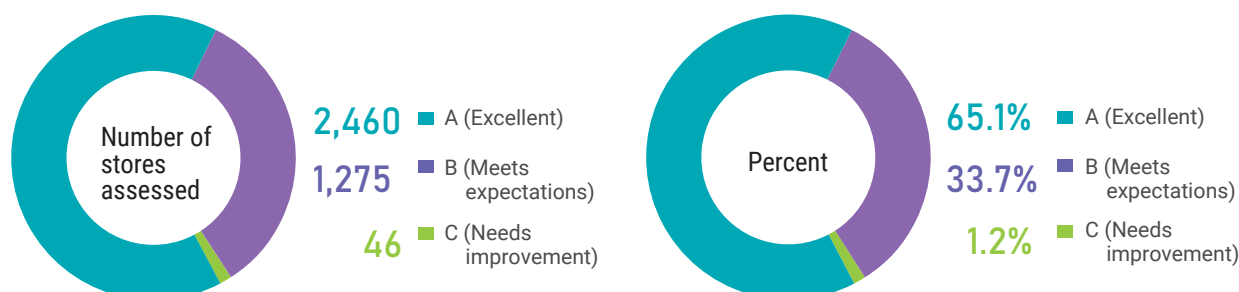 Number of
stores
assessed
2,460 A (Excellent)
1,275 B (Meets
expectations)
46 C (Needs
improvement)
Percent
65.1% A (Excellent)
33.7% B (Meets
expectations)
1.2% C (Needs
improvement)